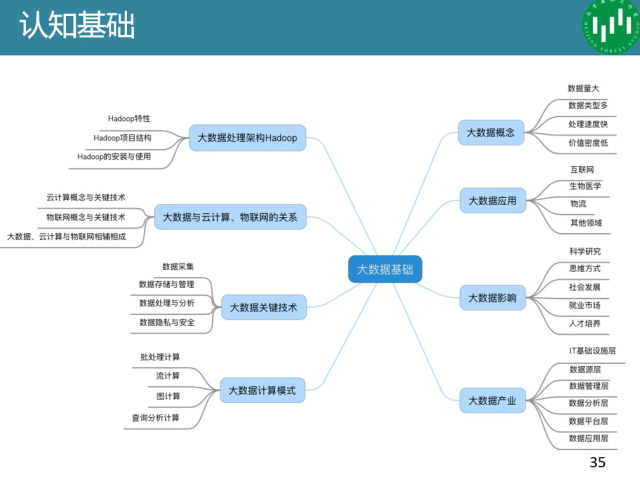 认知基础
Hadoop特性
Hadoop项目结构
Hadoop的安装与使用
大数据处理架构Hadoop
云计算概念与关键技术
物联网概念与关键技术
大数据、云计算与物联网相辅相成
大数据与云计算、物联网的关系
数据采集
数据存储与管理
数据处理与分析
数据隐私与安全
大数据关键技术
批处理计算
流计算
图计算
查询分析计算
大数据计算模式
大数据基础
大数据概念
数据量大
数据类型多
处理速度快
价值密度低
大数据应用
互联网
生物医学
物流
其他领域
大数据影响
科学研究
思维方式
社会发展
就业市场
人才培养
大数据产业
IT基础设施层
数据源层
数据管理层
数据分析层
数据平台层
数据应用层
35